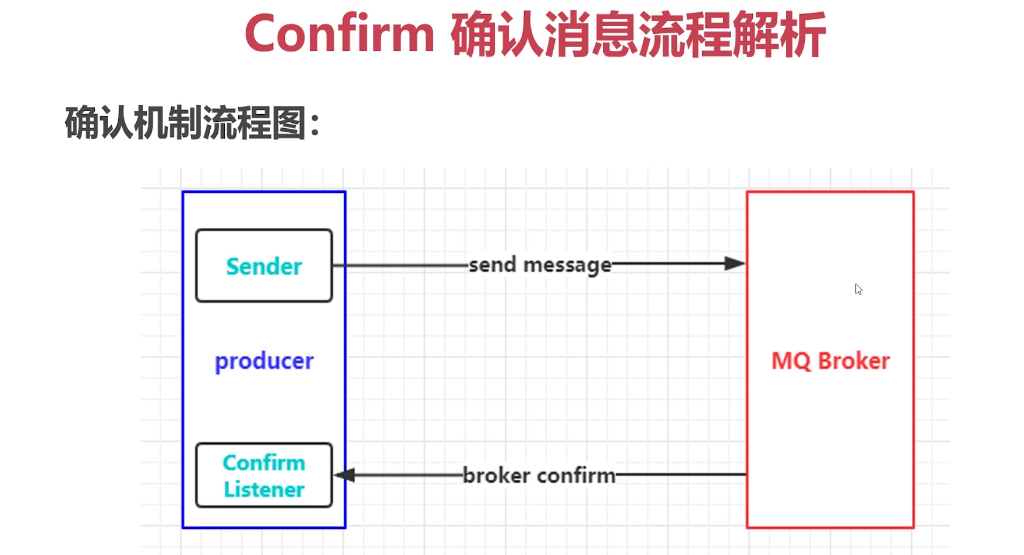 Confirm 确认消息流程解析
确认机制流程图：
Sender
send message
producer
MQ Broker
Confirm
Listener
broker confirm